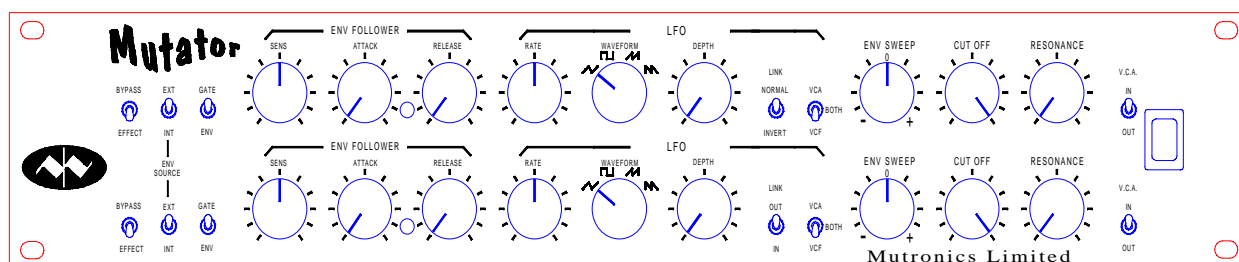 Mutator
ENV FOLLOWER
LFO
SENS ATTACK RELEASE RATE WAVEFORM DEPTH ENV SWEEP CUT OFF RESONANCE
0
LINK V.C.A.
BYPASS EXT GATE NORMAL VCA IN
BOTH
EFFECT INT ENV INVERT VCF OUT
- +
ENV FOLLOWER
LFO
ENV SOURCE
SENS ATTACK RELEASE RATE WAVEFORM DEPTH ENV SWEEP CUT OFF RESONANCE
0
LINK V.C.A.
BYPASS EXT GATE OUT VCA IN
BOTH
EFFECT INT ENV IN VCF OUT
- +
Mutronics Limited